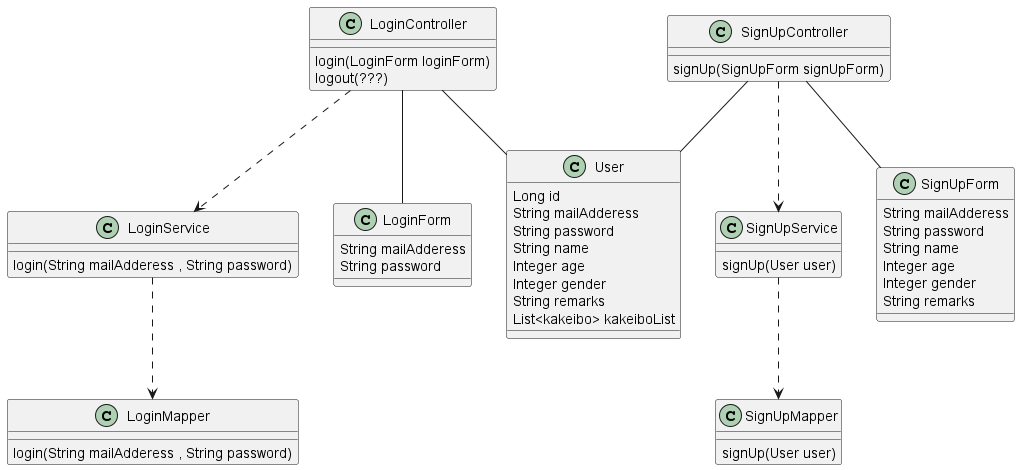 C LoginController
login(LoginForm loginForm)
logout(???)
C SignUpController
signUp(SignUpForm signUpForm)
C LoginService
login(String mailAdderess , String password)
C LoginForm
String mailAdderess
String password
C User
Long id
String mailAdderess
String password
String name
Integer age
Integer gender
String remarks
List<kakeibo> kakeiboList
C SignUpService
signUp(User user)
C SignUpForm
String mailAdderess
String password
String name
Integer age
Integer gender
String remarks
C LoginMapper
login(String mailAdderess , String password)
C SignUpMapper
signUp(User user)